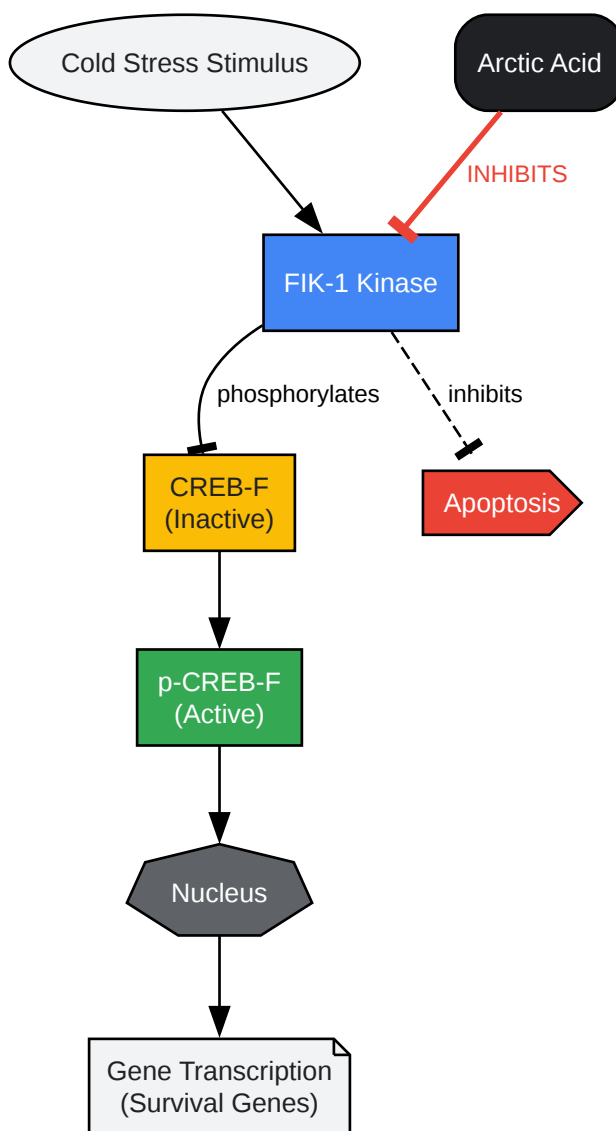 Cold Stress Stimulus
Arctic Acid
INHIBITS
FIK-1 Kinase
phosphorylates
inhibits
CREB-F
(Inactive)
Apoptosis
p-CREB-F
(Active)
Nucleus
Gene Transcription
(Survival Genes)